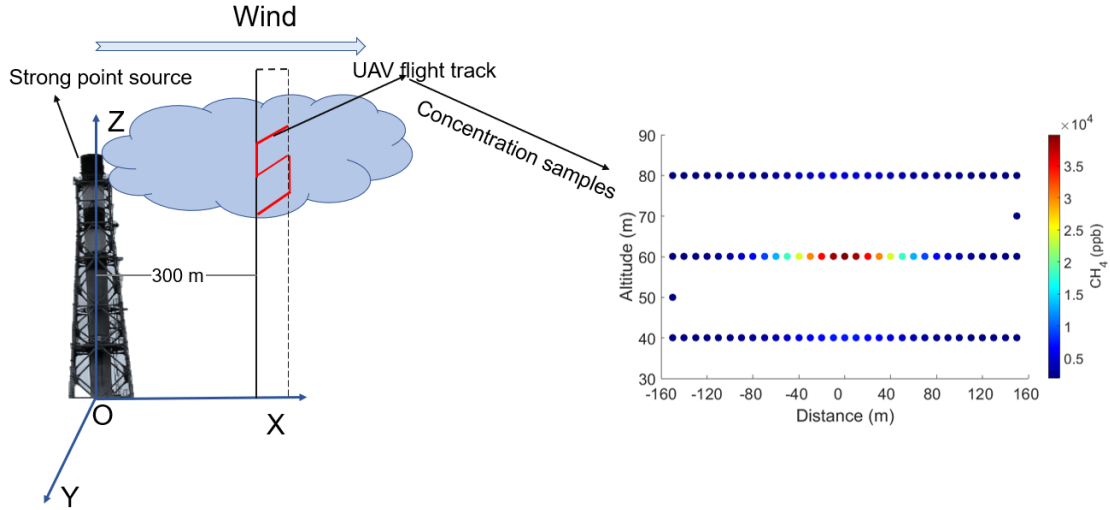 Wind
Strong point source
UAV flight track
Concentration samples
Z
300 m
O
X
Y
×10⁴
90
80
70
60
50
40
30
Altitude (m)
-160 -120 -80 -40 0 40 80 120 160
Distance (m)
3.5
3
2.5
2
1.5
1
0.5
CH₄ (ppb)